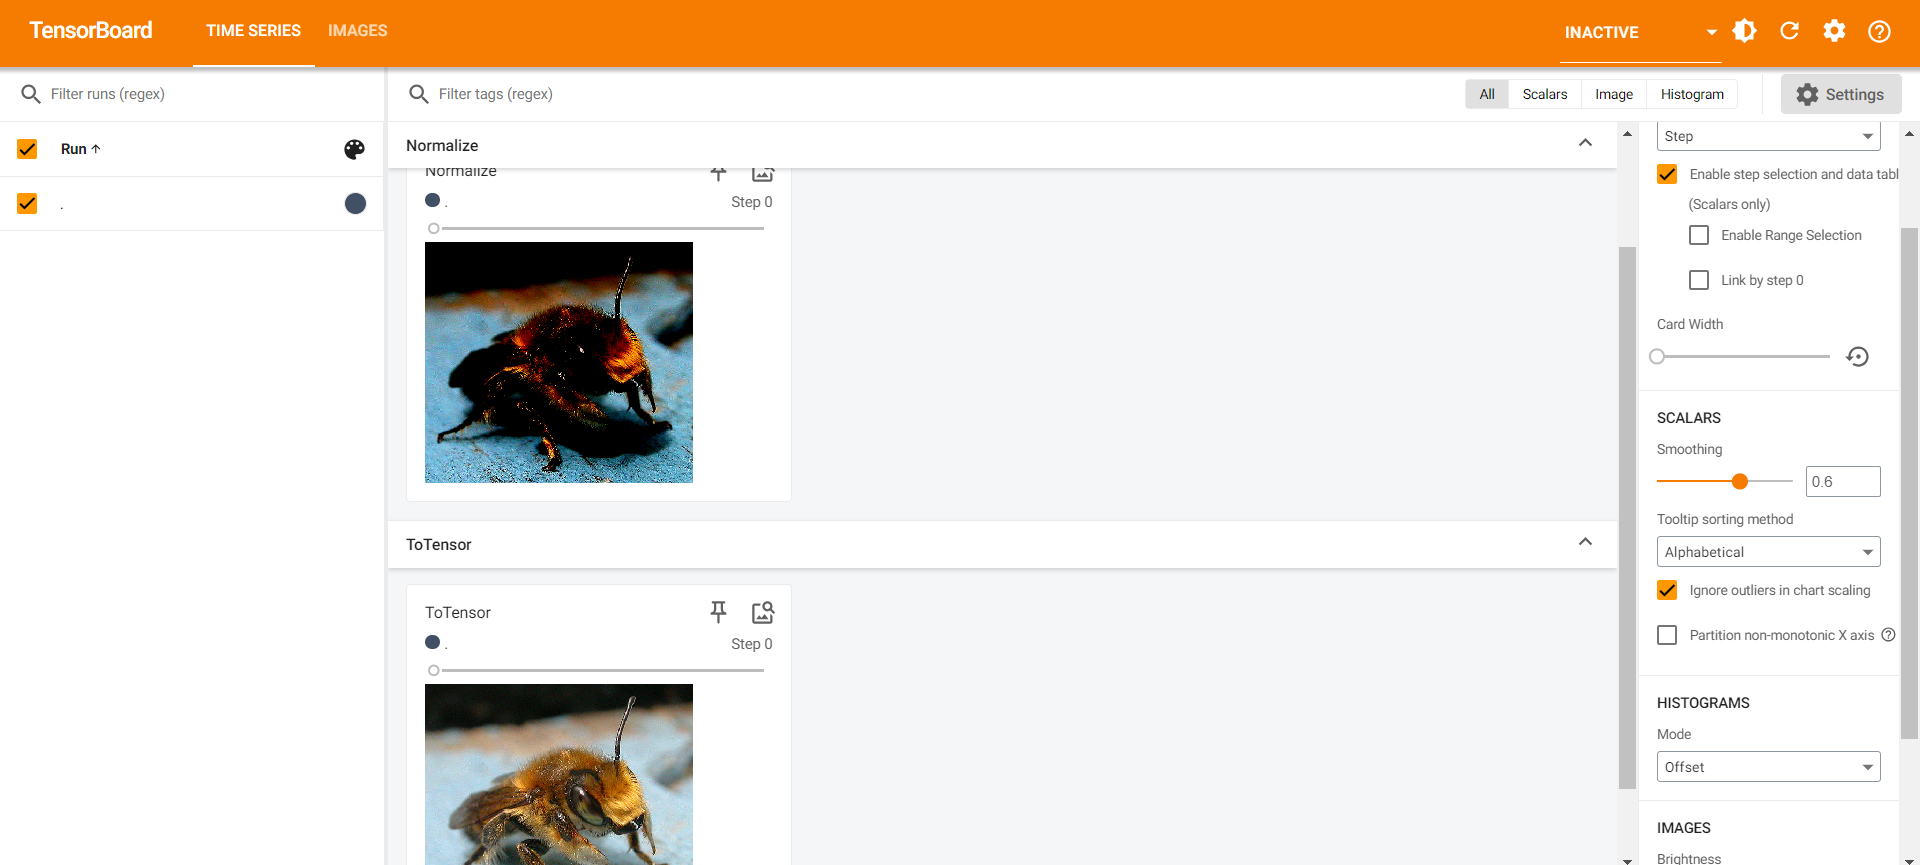 TensorBoard
TIME SERIES
IMAGES
INACTIVE
Filter runs (regex)
Filter tags (regex)
All
Scalars
Image
Histogram
Settings
Run
.
Normalize
Normalize
.
Step 0
ToTensor
ToTensor
.
Step 0
Step
Enable step selection and data tabl
(Scalars only)
Enable Range Selection
Link by step 0
Card Width
SCALARS
Smoothing
0.6
Tooltip sorting method
Alphabetical
Ignore outliers in chart scaling
Partition non-monotonic X axis
HISTOGRAMS
Mode
Offset
IMAGES
Brightness